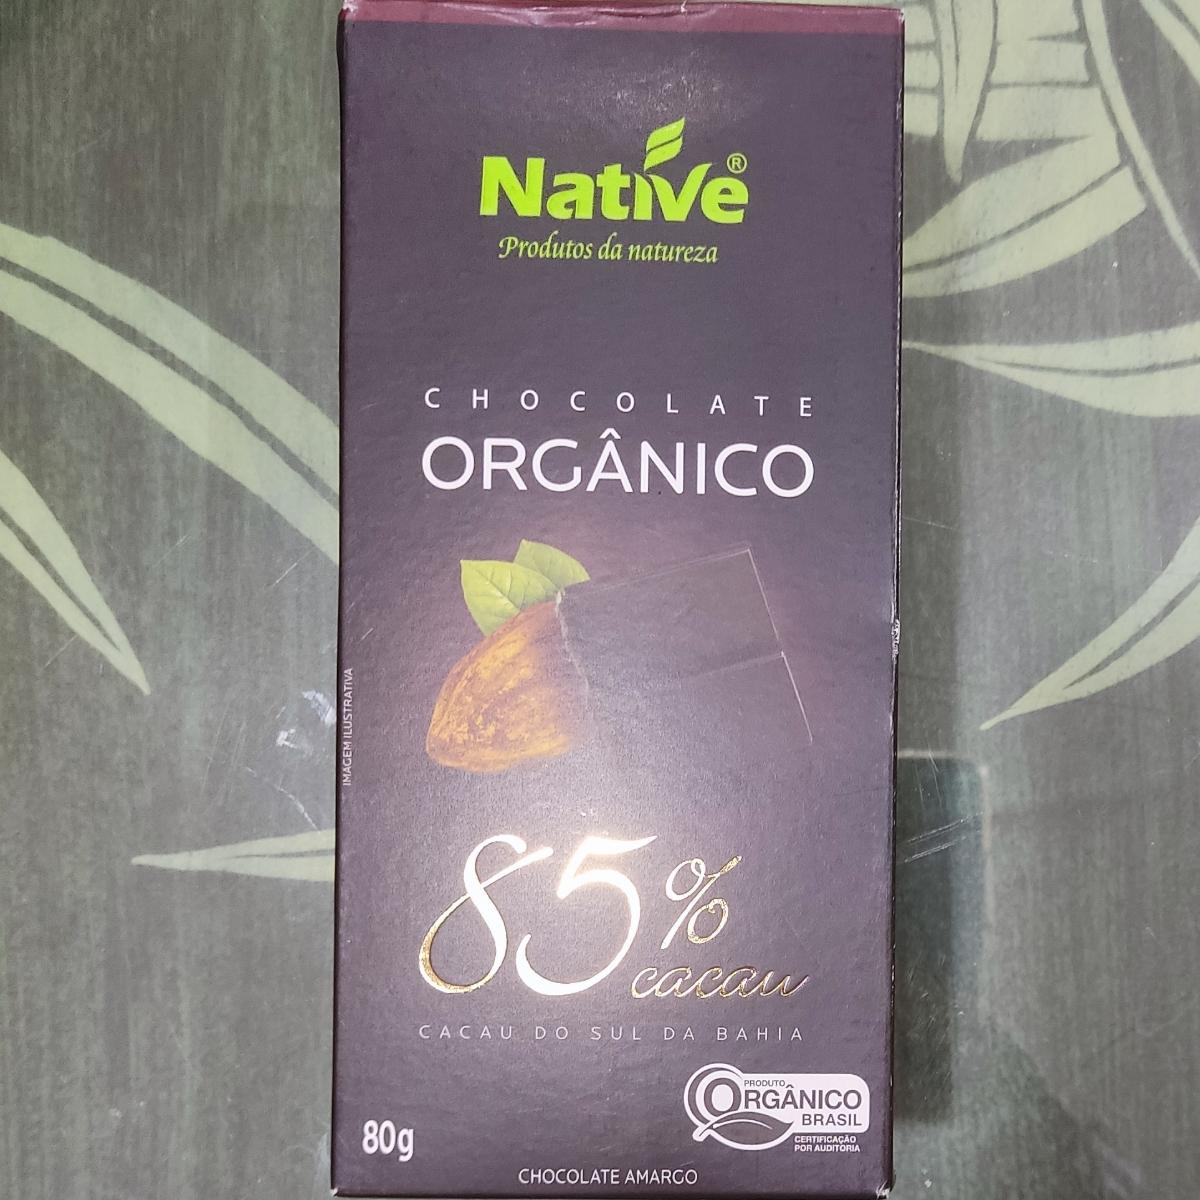 Native®
Produtos da natureza
CHOCOLATE
ORGÂNICO
IMAGEM ILUSTRATIVA
85%
cacau
CACAU DO SUL DA BAHIA
PRODUTO
ORGÂNICO
BRASIL
CERTIFICAÇÃO
POR AUDITORIA
80g
CHOCOLATE AMARGO